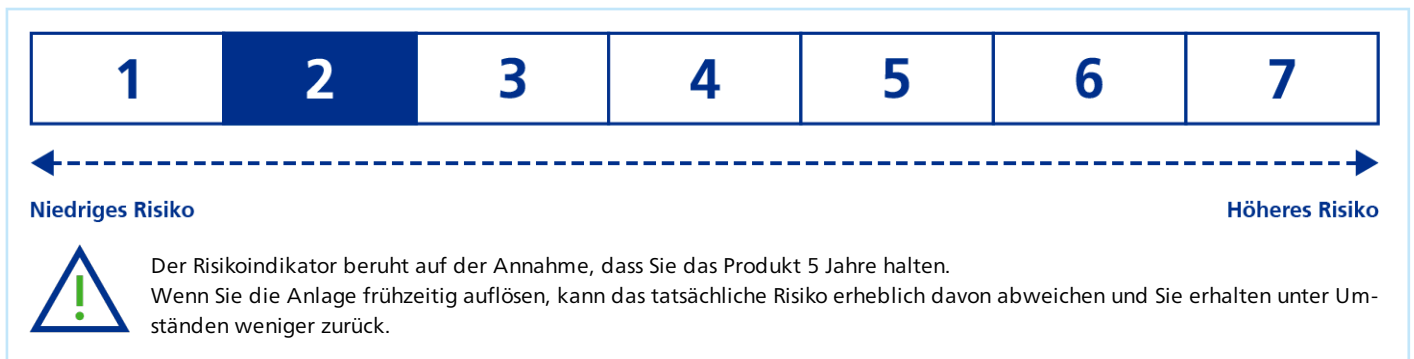 1 2 3 4 5 6 7
Niedriges Risiko Höheres Risiko
Der Risikoindikator beruht auf der Annahme, dass Sie das Produkt 5 Jahre halten.
Wenn Sie die Anlage frühzeitig auflösen, kann das tatsächliche Risiko erheblich davon abweichen und Sie erhalten unter Um-
ständen weniger zurück.